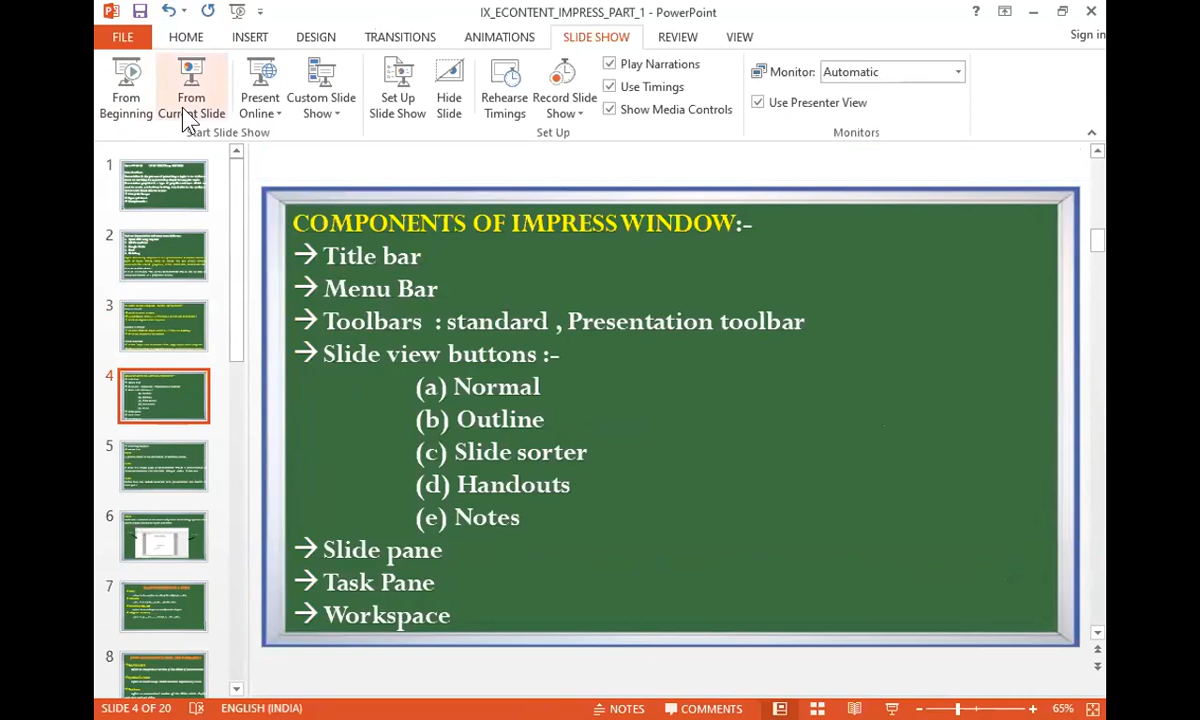 IX_ECONTENT_IMPRESS_PART_1 - PowerPoint
Sign in
FILE HOME INSERT DESIGN TRANSITIONS ANIMATIONS SLIDE SHOW REVIEW VIEW
From Beginning
From Current Slide
Present Online
Custom Slide Show
Start Slide Show
Set Up Slide Show
Hide Slide
Rehearse Timings
Record Slide Show
Play Narrations
Use Timings
Show Media Controls
Set Up
Monitor: Automatic
Use Presenter View
Monitors
1
2
3
4
5
6
7
8
COMPONENTS OF IMPRESS WINDOW:-
→ Title bar
→ Menu Bar
→ Toolbars : standard , Presentation toolbar
→ Slide view buttons :-
(a) Normal
(b) Outline
(c) Slide sorter
(d) Handouts
(e) Notes
→ Slide pane
→ Task Pane
→ Workspace
SLIDE 4 OF 20 ENGLISH (INDIA) NOTES COMMENTS 65%